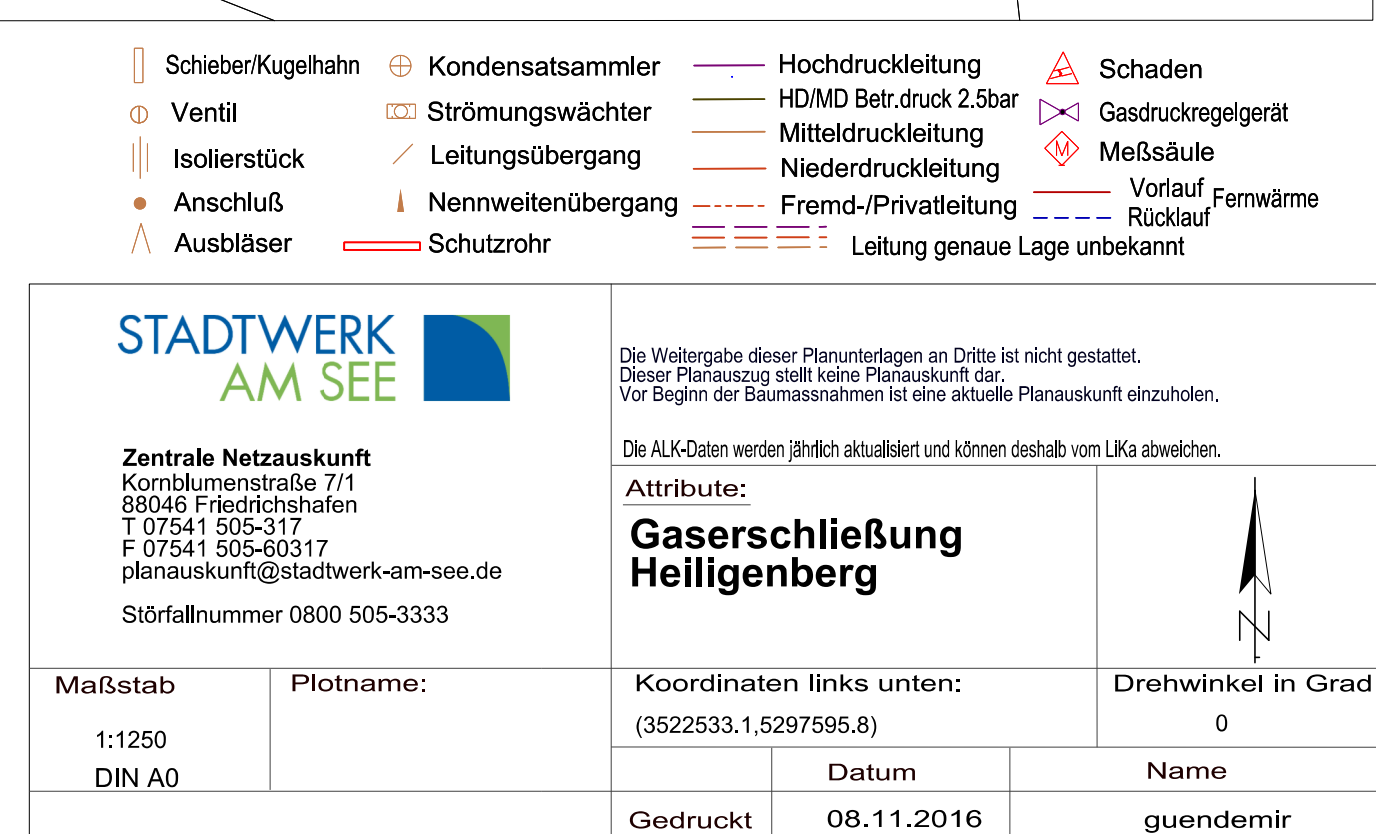 Schieber/Kugelhahn
Ventil
Isolierstück
Anschluß
Ausbläser
Kondensatsammler
Strömungswächter
Leitungsübergang
Nennweitenübergang
Schutzrohr
Hochdruckleitung
HD/MD Betr.druck 2.5bar
Mitteldruckleitung
Niederdruckleitung
Fremd-/Privatleitung
Leitung genaue Lage unbekannt
Schaden
Gasdruckregelgerät
M Meßsäule
Vorlauf
Rücklauf
Fernwärme
STADTWERK
AM SEE
Zentrale Netzauskunft
Kornblumenstraße 7/1
88046 Friedrichshafen
T 07541 505-317
F 07541 505-60317
planauskunft@stadtwerk-am-see.de
Störfallnummer 0800 505-3333
Die Weitergabe dieser Planunterlagen an Dritte ist nicht gestattet.
Dieser Planauszug stellt keine Planauskunft dar.
Vor Beginn der Baumassnahmen ist eine aktuelle Planauskunft einzuholen.
Die ALK-Daten werden jährlich aktualisiert und können deshalb vom LiKa abweichen.
Attribute:
Gaserschließung
Heiligenberg
N
Maßstab
1:1250
DIN A0
Plotname:
Koordinaten links unten:
(3522533.1,5297595.8)
Drehwinkel in Grad
0
Datum
Name
Gedruckt
08.11.2016
guendemir